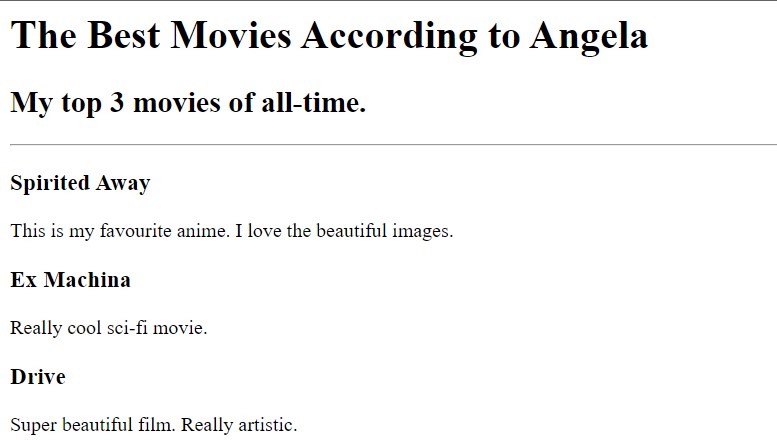 The Best Movies According to Angela
My top 3 movies of all-time.
Spirited Away
This is my favourite anime. I love the beautiful images.
Ex Machina
Really cool sci-fi movie.
Drive
Super beautiful film. Really artistic.